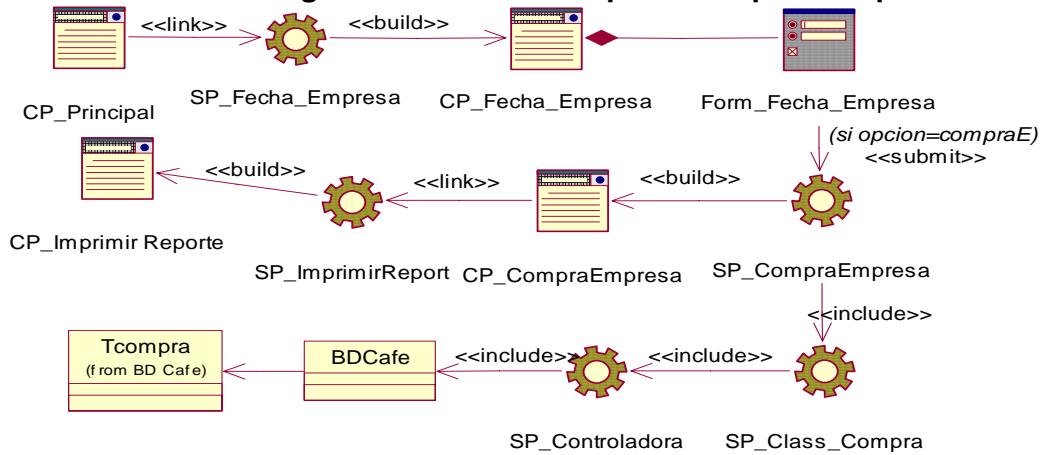 <<link>>
<<build>>
CP_Principal
SP_Fecha_Empresa
CP_Fecha_Empresa
Form_Fecha_Empresa
(si opcion=compraE)
<<submit>>
<<build>>
<<link>>
<<build>>
CP_Imprimir Reporte
SP_ImprimirReport
CP_CompraEmpresa
SP_CompraEmpresa
<<include>>
Tcompra
(from BD Cafe)
BDCafe
<<include>>
<<include>>
SP_Controladora
SP_Class_Compra